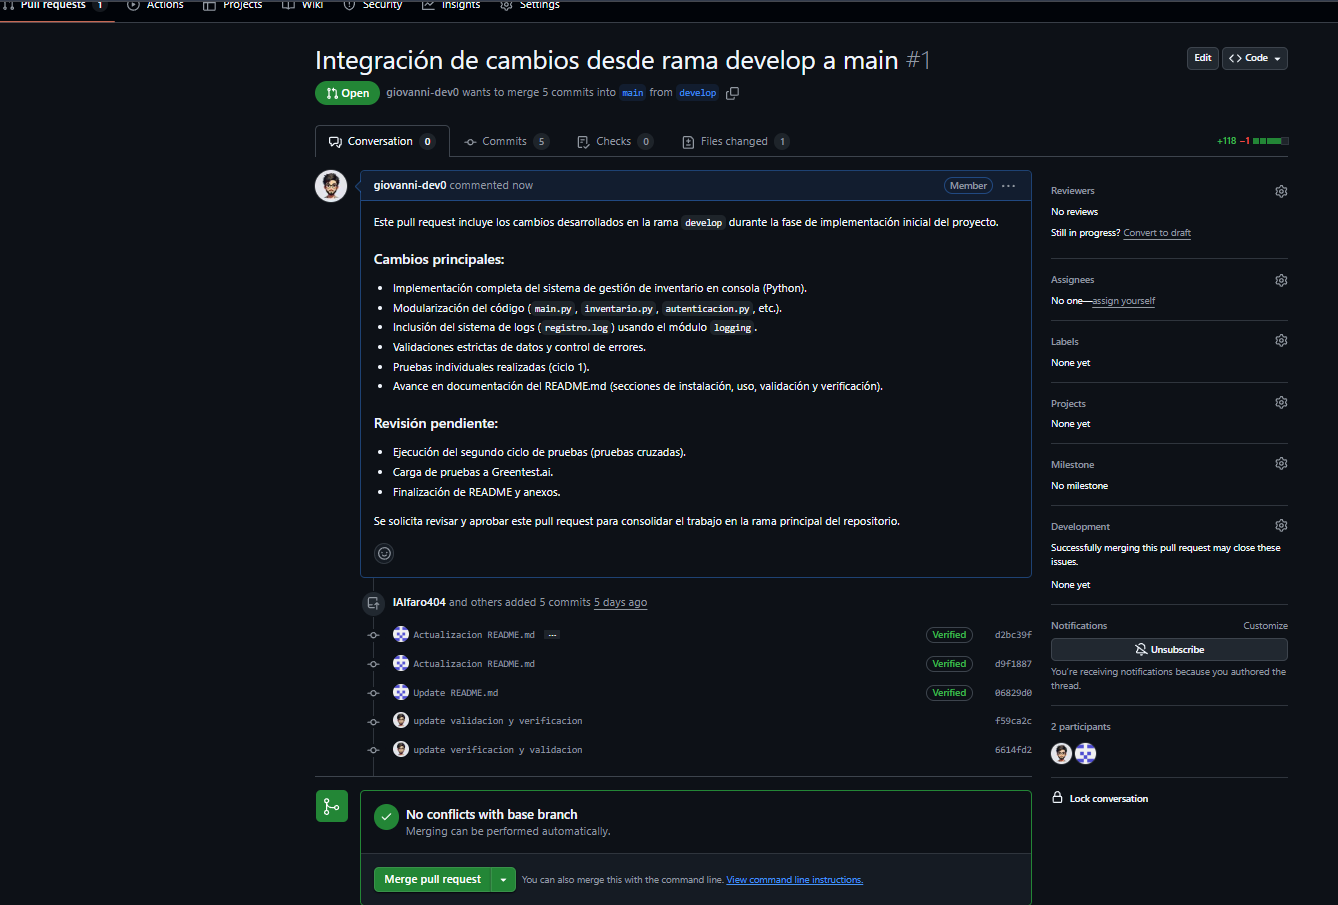 Pull requests 1 Actions Projects Wiki Security Insights Settings
Integración de cambios desde rama develop a main #1
Edit
Code
Open
giovanni-dev0 wants to merge 5 commits into main from develop
Conversation 0
Commits 5
Checks 0
Files changed 1
+118 −1
giovanni-dev0 commented now
Member
Este pull request incluye los cambios desarrollados en la rama develop durante la fase de implementación inicial del proyecto.
Cambios principales:
Implementación completa del sistema de gestión de inventario en consola (Python).
Modularización del código (main.py, inventario.py, autenticacion.py, etc.).
Inclusión del sistema de logs (registro.log) usando el módulo logging.
Validaciones estrictas de datos y control de errores.
Pruebas individuales realizadas (ciclo 1).
Avance en documentación del README.md (secciones de instalación, uso, validación y verificación).
Revisión pendiente:
Ejecución del segundo ciclo de pruebas (pruebas cruzadas).
Carga de pruebas a Greentest.ai.
Finalización de README y anexos.
Se solicita revisar y aprobar este pull request para consolidar el trabajo en la rama principal del repositorio.
IAlfaro404 and others added 5 commits 5 days ago
Actualizacion README.md ... Verified d2bc39f
Actualizacion README.md Verified d9f1887
Update README.md Verified 06829d0
update validacion y verificacion f59ca2c
update verificacion y validacion 6614fd2
No conflicts with base branch
Merging can be performed automatically.
Merge pull request
You can also merge this with the command line. View command line instructions.
Reviewers
No reviews
Still in progress? Convert to draft
Assignees
No one—assign yourself
Labels
None yet
Projects
None yet
Milestone
No milestone
Development
Successfully merging this pull request may close these
issues.
None yet
Notifications
Customize
Unsubscribe
You're receiving notifications because you authored the
thread.
2 participants
Lock conversation